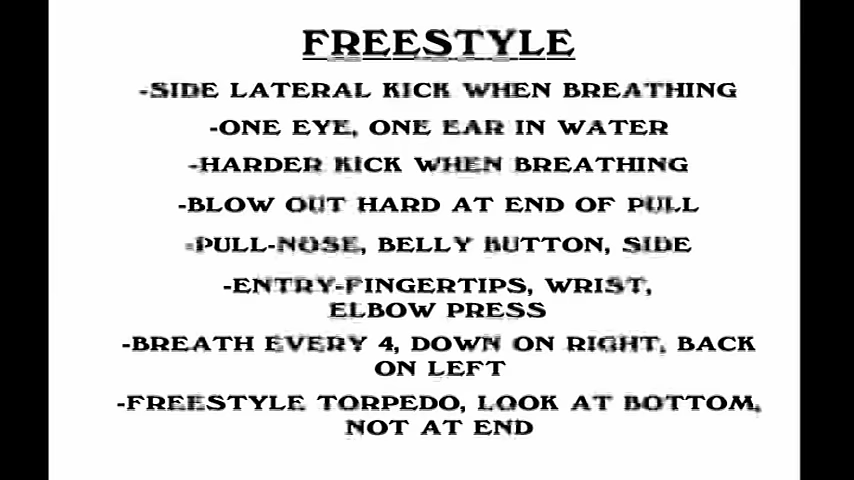 FREESTYLE
-SIDE LATERAL KICK WHEN BREATHING
-ONE EYE, ONE EAR IN WATER
-HARDER KICK WHEN BREATHING
-BLOW OUT HARD AT END OF PULL
-PULL-NOSE, BELLY BUTTON, SIDE
-ENTRY-FINGERTIPS, WRIST,
ELBOW PRESS
-BREATH EVERY 4, DOWN ON RIGHT, BACK
ON LEFT
-FREESTYLE TORPEDO, LOOK AT BOTTOM,
NOT AT END